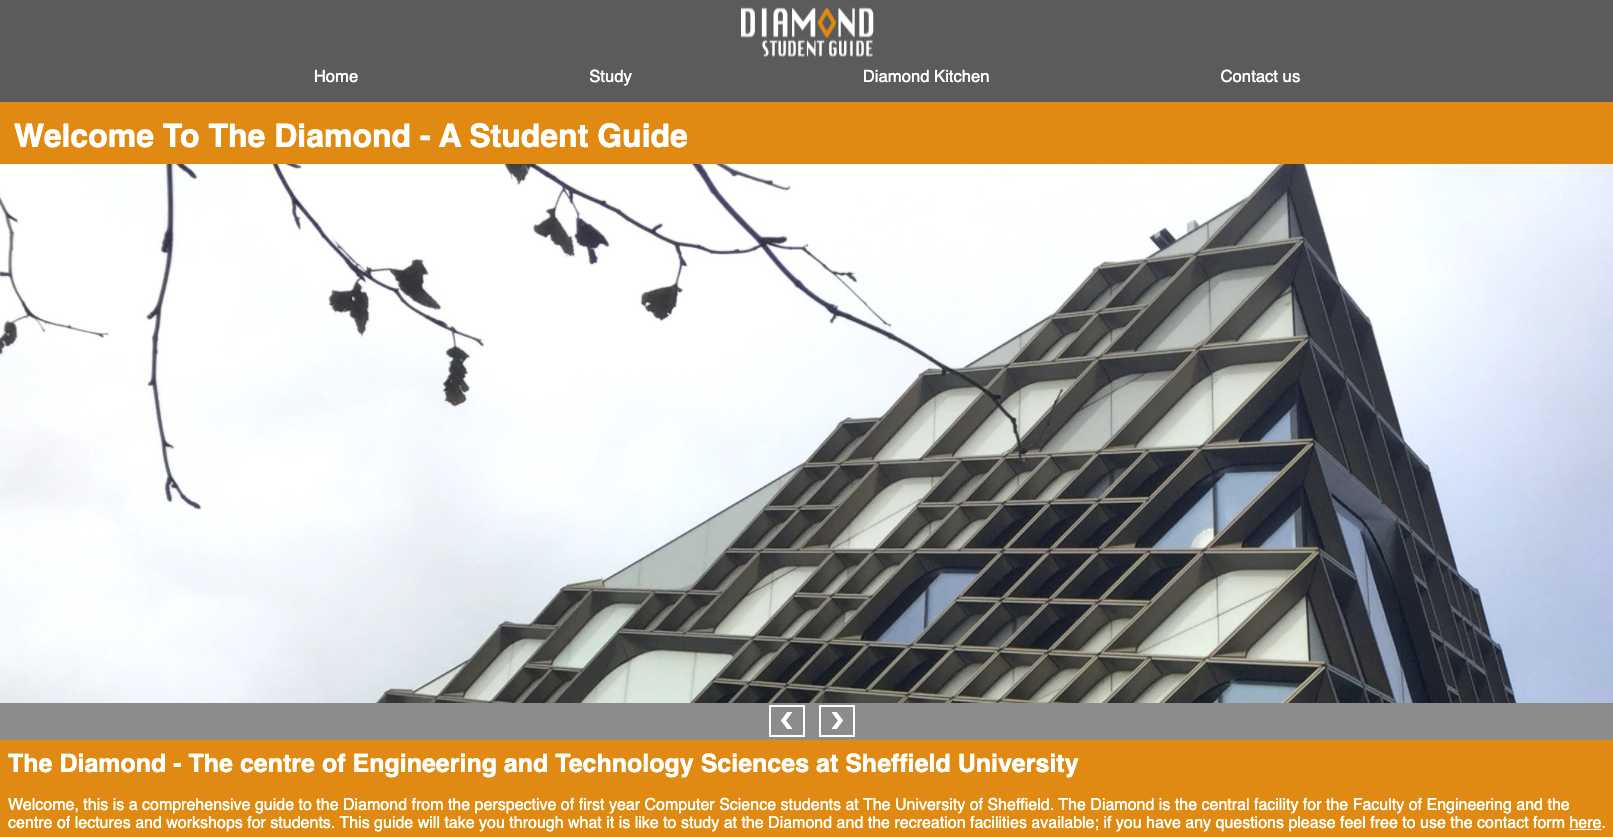 DIAMOND
STUDENT GUIDE
Home Study Diamond Kitchen Contact us
Welcome To The Diamond - A Student Guide
The Diamond - The centre of Engineering and Technology Sciences at Sheffield University
Welcome, this is a comprehensive guide to the Diamond from the perspective of first year Computer Science students at The University of Sheffield. The Diamond is the central facility for the Faculty of Engineering and the
centre of lectures and workshops for students. This guide will take you through what it is like to study at the Diamond and the recreation facilities available; if you have any questions please feel free to use the contact form here.